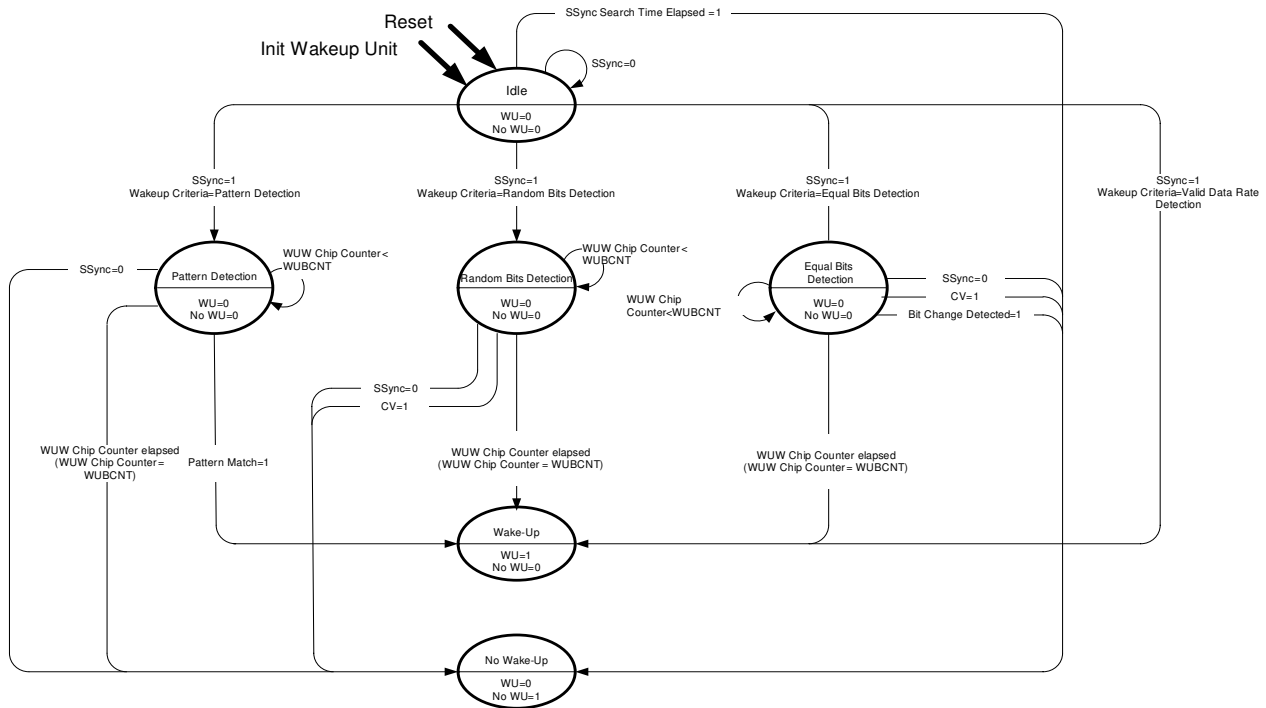 SSync Search Time Elapsed =1
Reset
Init Wakeup Unit
SSync=0
Idle
WU=0
No WU=0
SSync=1
Wakeup Criteria=Pattern Detection
SSync=1
Wakeup Criteria=Random Bits Detection
SSync=1
Wakeup Criteria=Equal Bits Detection
SSync=1
Wakeup Criteria=Valid Data Rate
Detection
SSync=0
Pattern Detection
WU=0
No WU=0
WUW Chip Counter<
WUBCNT
Random Bits Detection
WU=0
No WU=0
WUW Chip Counter<
WUBCNT
WUW Chip
Counter<WUBCNT
Equal Bits
Detection
WU=0
No WU=0
SSync=0
CV=1
Bit Change Detected=1
SSync=0
CV=1
WUW Chip Counter elapsed
(WUW Chip Counter=
WUBCNT)
Pattern Match=1
WUW Chip Counter elapsed
(WUW Chip Counter = WUBCNT)
WUW Chip Counter elapsed
(WUW Chip Counter = WUBCNT)
Wake-Up
WU=1
No WU=0
No Wake-Up
WU=0
No WU=1